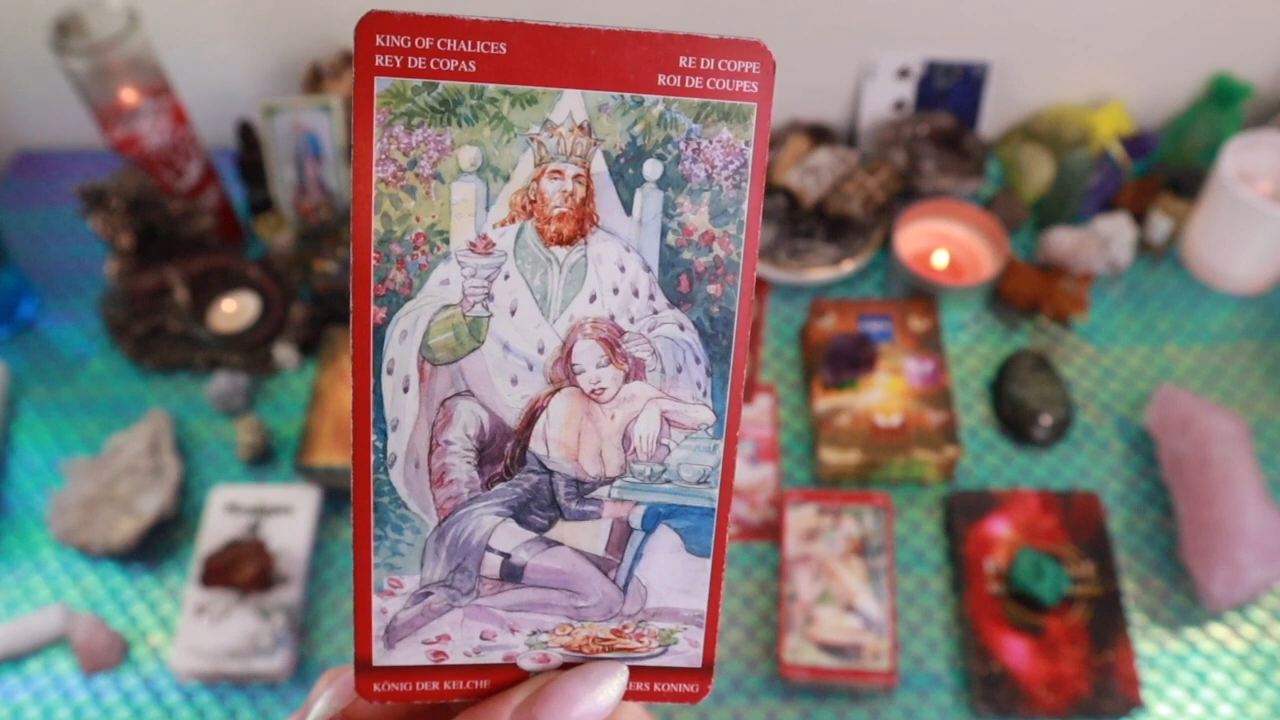 KING OF CHALICES
REY DE COPAS
RE DI COPPE
ROI DE COUPES
KÖNIG DER KELCHE
ERS KONING